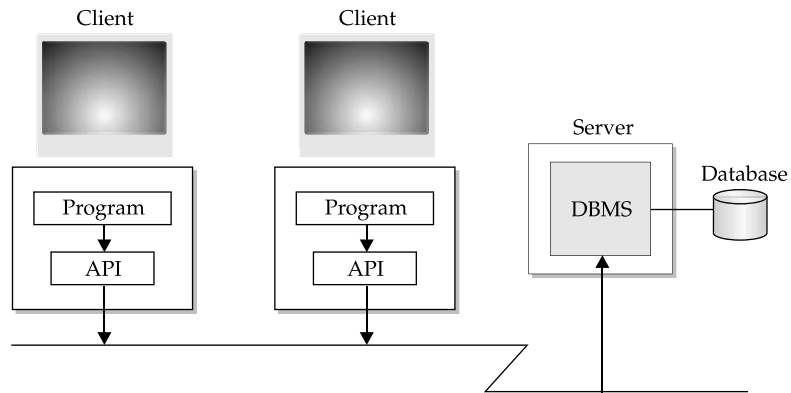 Client
Client
Server
Database
Program
Program
DBMS
API
API